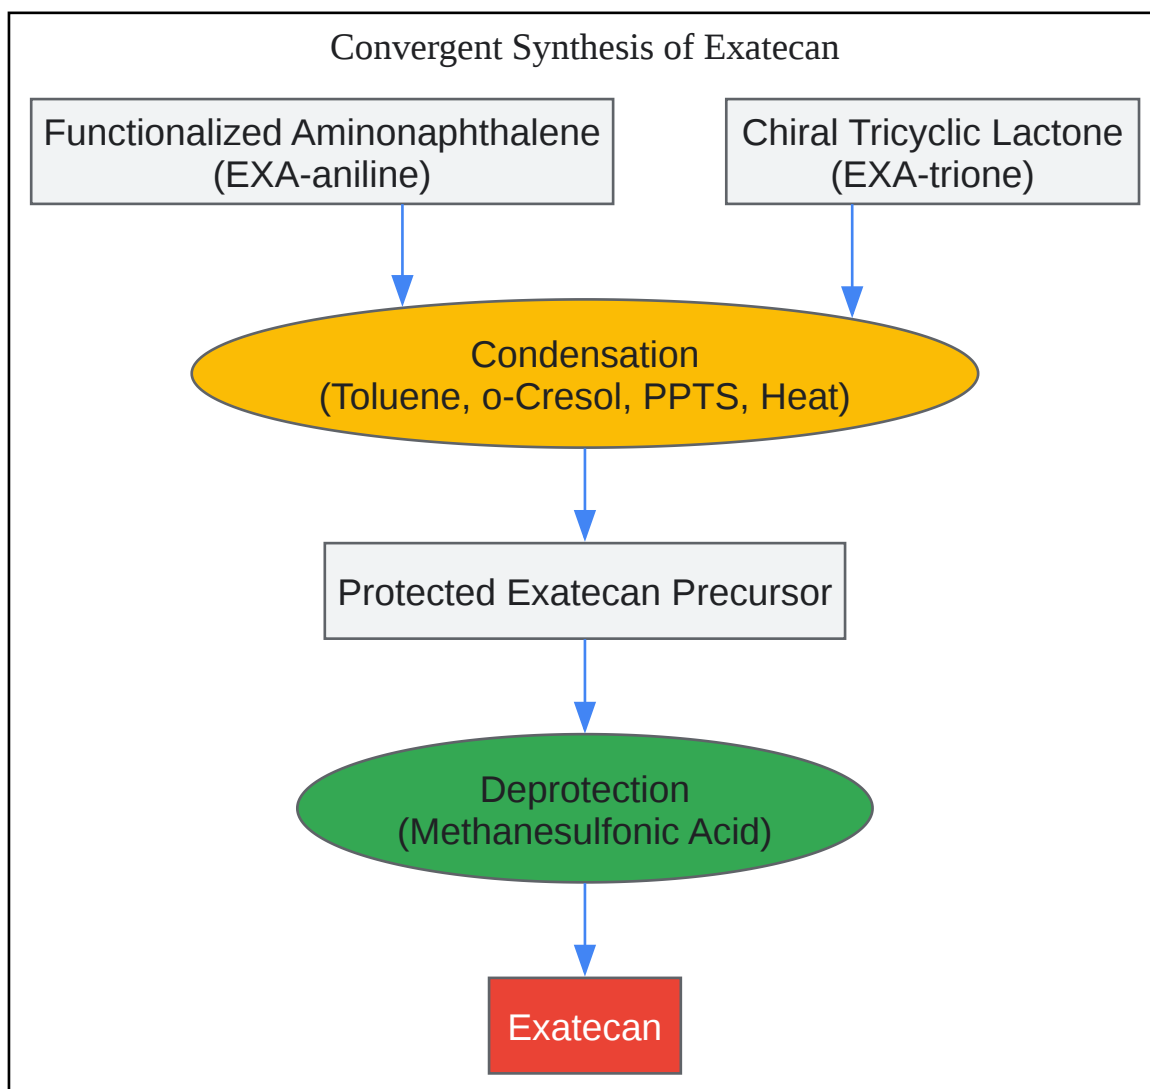 Convergent Synthesis of Exatecan
Functionalized Aminonaphthalene
(EXA-aniline)
Chiral Tricyclic Lactone
(EXA-trione)
Condensation
(Toluene, o-Cresol, PPTS, Heat)
Protected Exatecan Precursor
Deprotection
(Methanesulfonic Acid)
Exatecan